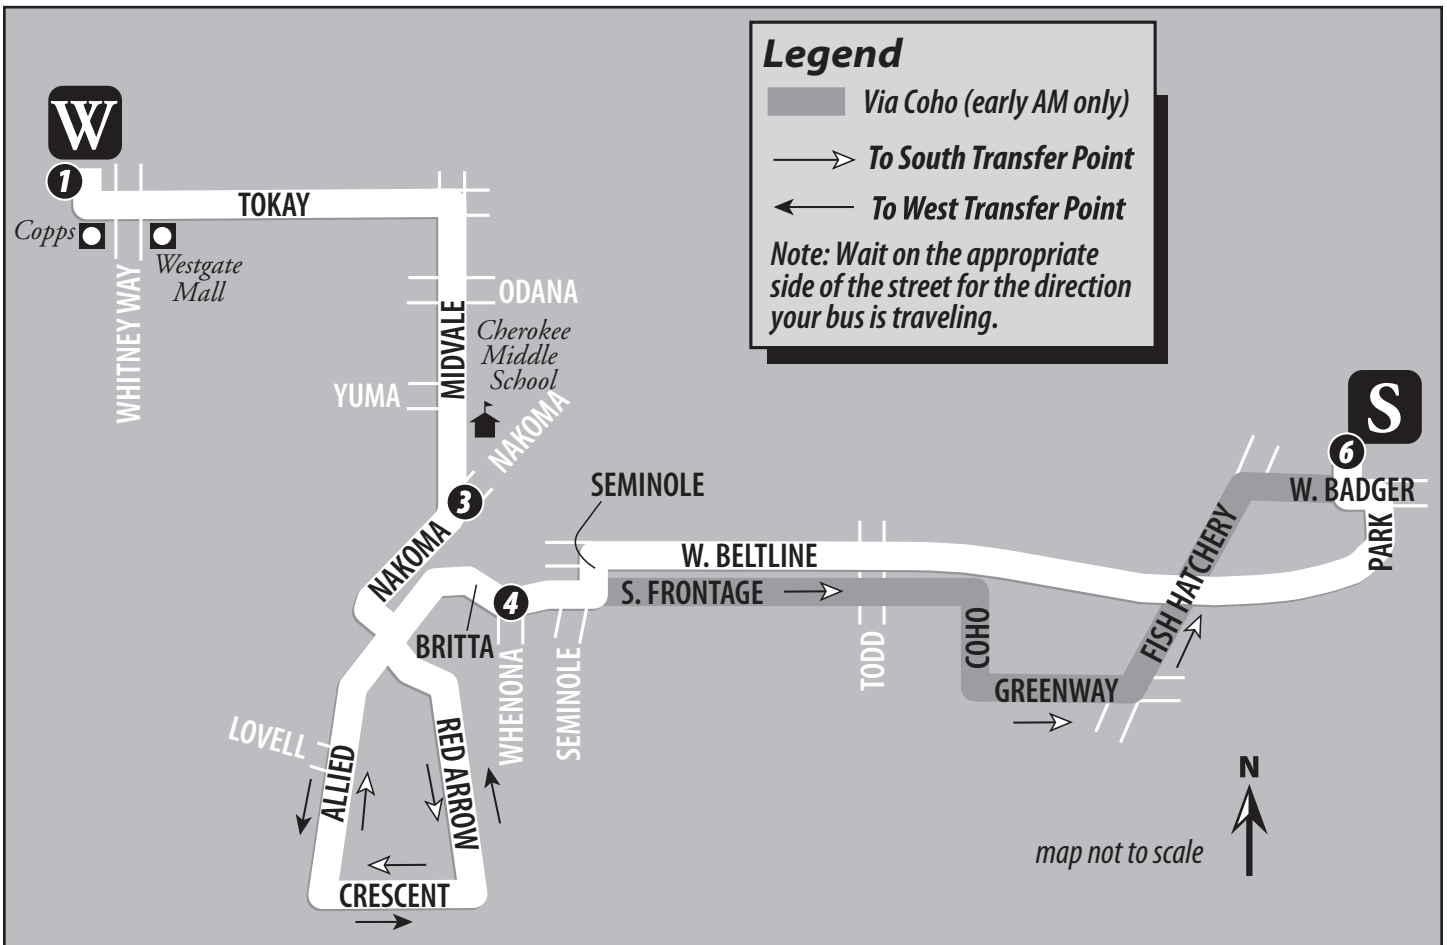 Legend
Via Coho (early AM only)
To South Transfer Point
To West Transfer Point
Note: Wait on the appropriate
side of the street for the direction
your bus is traveling.
W
1
TOKAY
Copps
Westgate
Mall
WHITNEY WAY
ODANA
MIDVALE
Cherokee
Middle
School
YUMA
NAKOMA
3
NAKOMA
SEMINOLE
S
6
W. BADGER
PARK
W. BELTLINE
S. FRONTAGE
FISH HATCHERY
4
BRITTA
WHENONA
SEMINOLE
TODD
COHO
GREENWAY
LOVELL
ALLIED
RED ARROW
CRESCENT
N
map not to scale